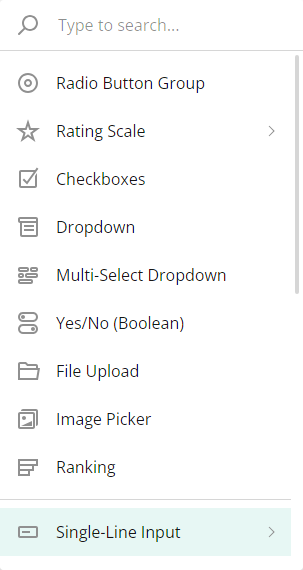 Type to search...
Radio Button Group
Rating Scale
Checkboxes
Dropdown
Multi-Select Dropdown
Yes/No (Boolean)
File Upload
Image Picker
Ranking
Single-Line Input